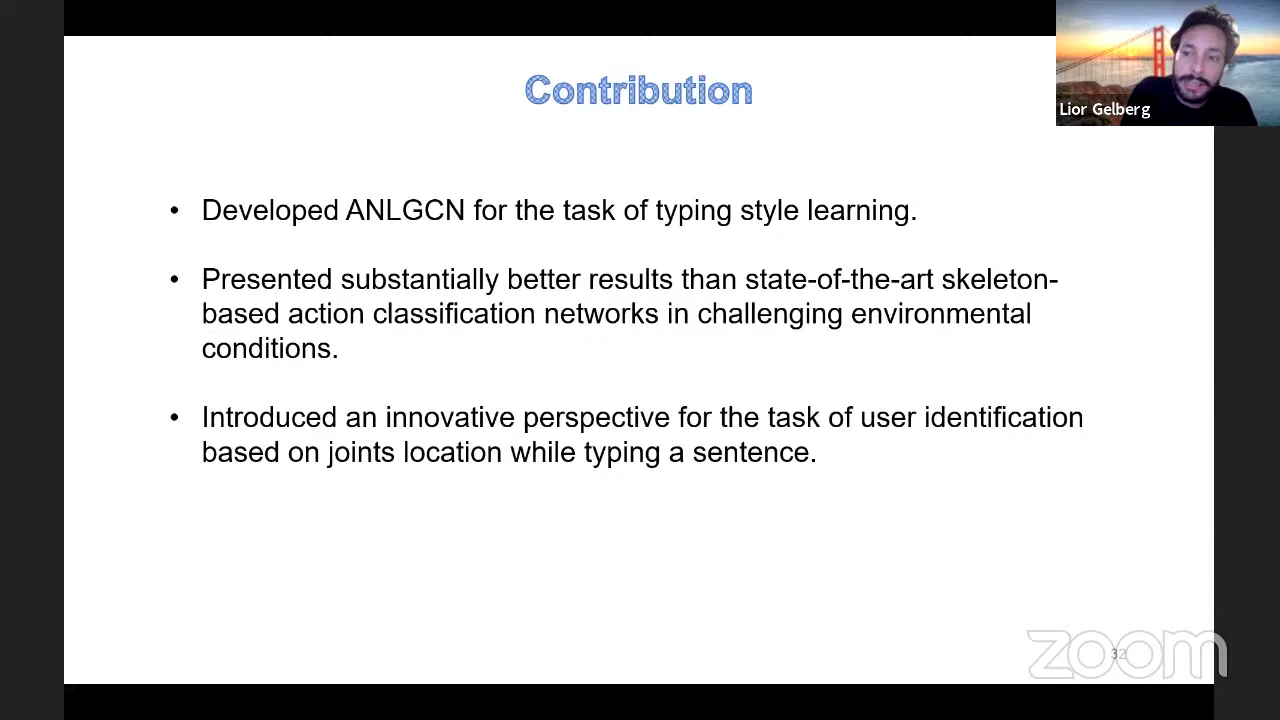 Contribution
Lior Gelberg
• Developed ANLGCN for the task of typing style learning.
• Presented substantially better results than state-of-the-art skeleton-
based action classification networks in challenging environmental
conditions.
• Introduced an innovative perspective for the task of user identification
based on joints location while typing a sentence.
zoom
32